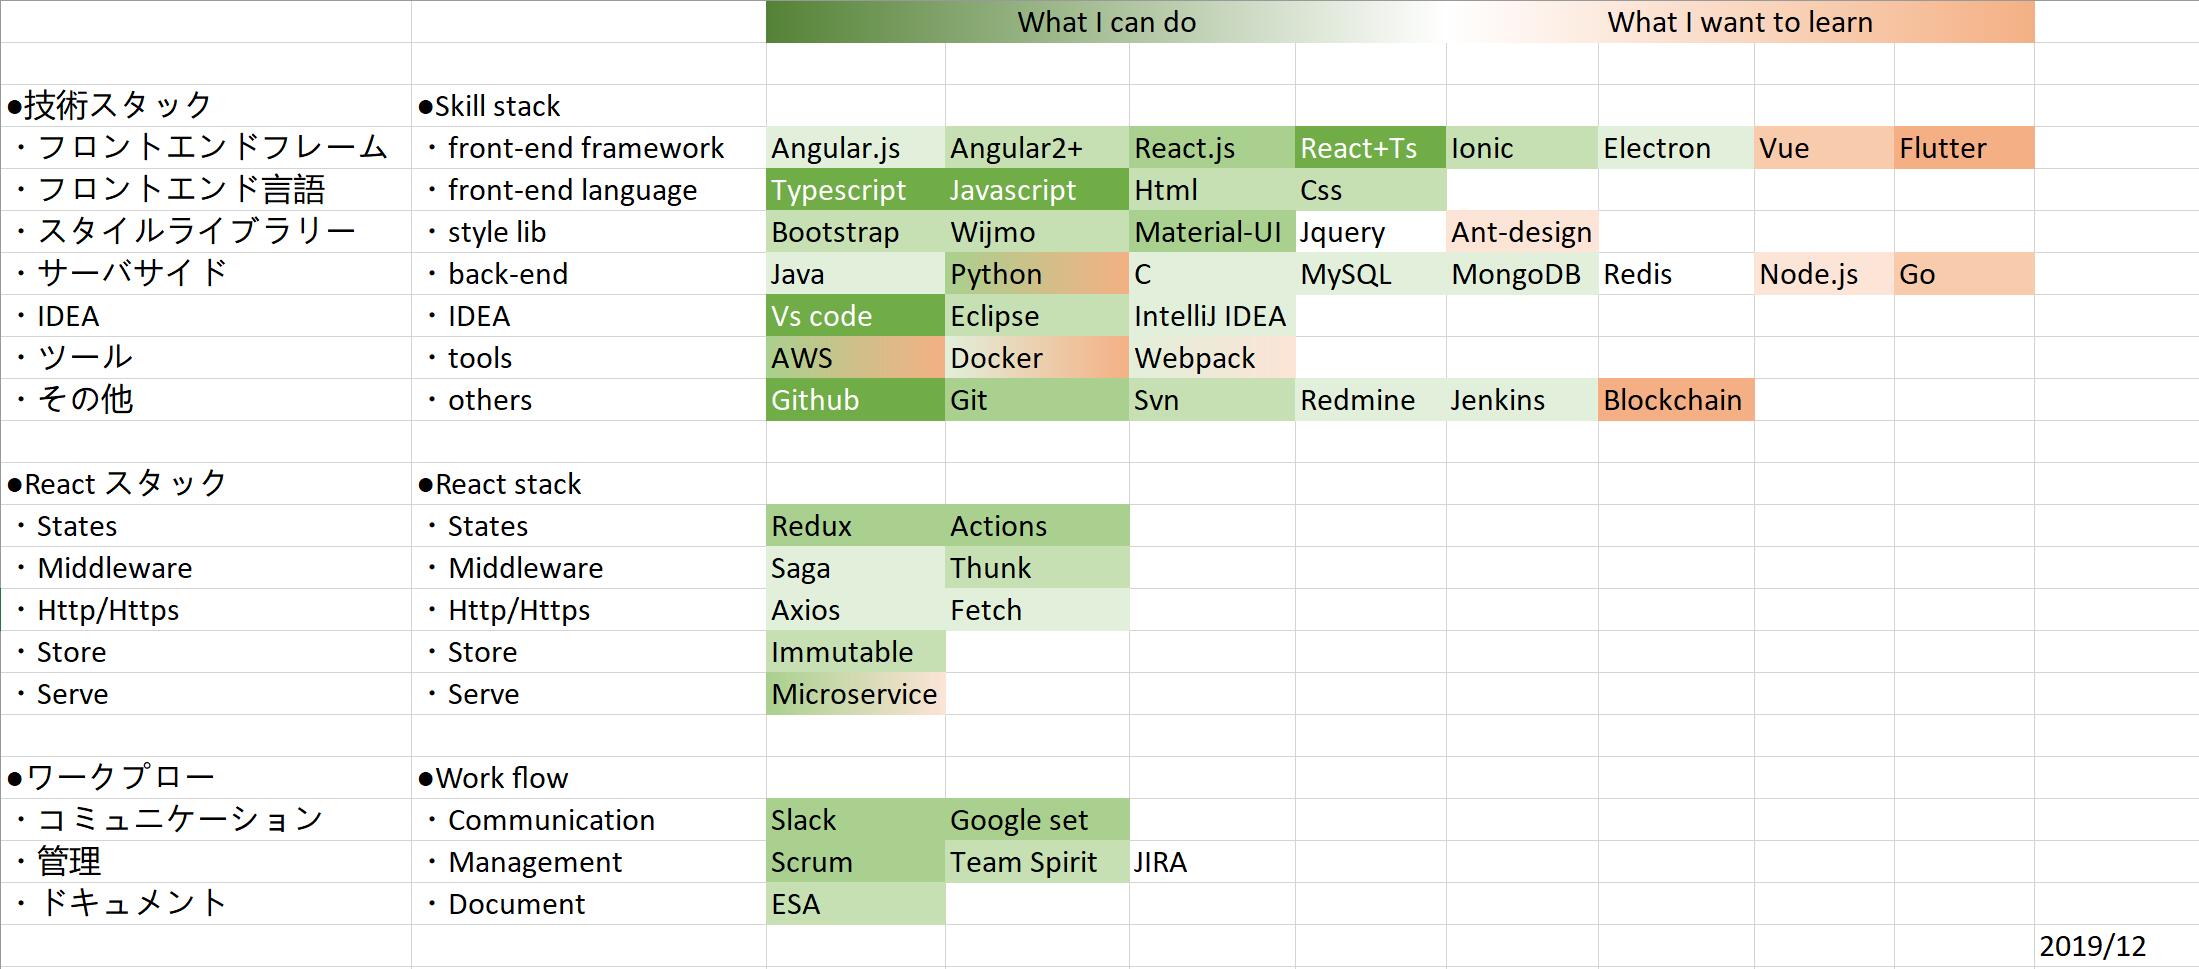 What I can do What I want to learn
●技術スタック ●Skill stack
・フロントエンドフレーム ・front-end framework Angular.js Angular2+ React.js React+Ts Ionic Electron Vue Flutter
・フロントエンド言語 ・front-end language Typescript Javascript Html Css
・スタイルライブラリー ・style lib Bootstrap Wijmo Material-UI Jquery Ant-design
・サーバサイド ・back-end Java Python C MySQL MongoDB Redis Node.js Go
・IDEA ・IDEA Vs code Eclipse IntelliJ IDEA
・ツール ・tools AWS Docker Webpack
・その他 ・others Github Git Svn Redmine Jenkins Blockchain
●React スタック ●React stack
・States ・States Redux Actions
・Middleware ・Middleware Saga Thunk
・Http/Https ・Http/Https Axios Fetch
・Store ・Store Immutable
・Serve ・Serve Microservice
●ワークプロー ●Work flow
・コミュニケーション ・Communication Slack Google set
・管理 ・Management Scrum Team Spirit JIRA
・ドキュメント ・Document ESA
2019/12